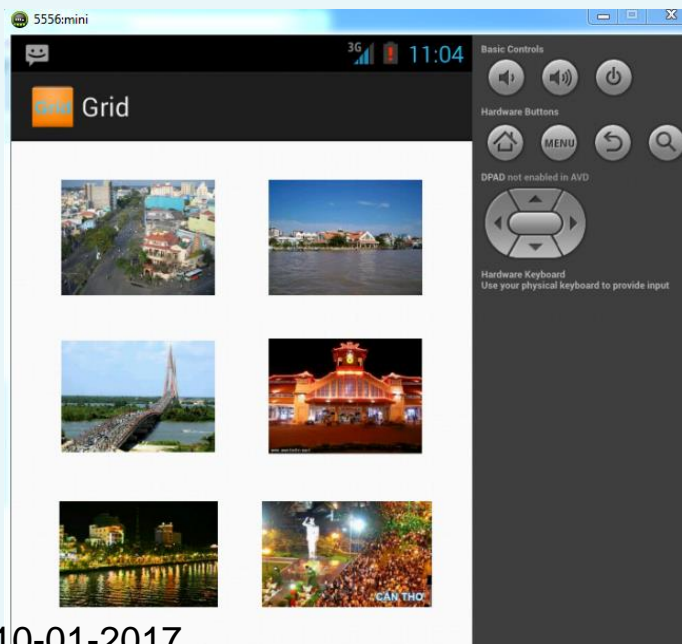 5556:mini
3G 11:04
Grid Grid
Basic Controls
Hardware Buttons
MENU
DPAD not enabled in AVD
Hardware Keyboard
Use your physical keyboard to provide input
CẦN THƠ
10-01-2017